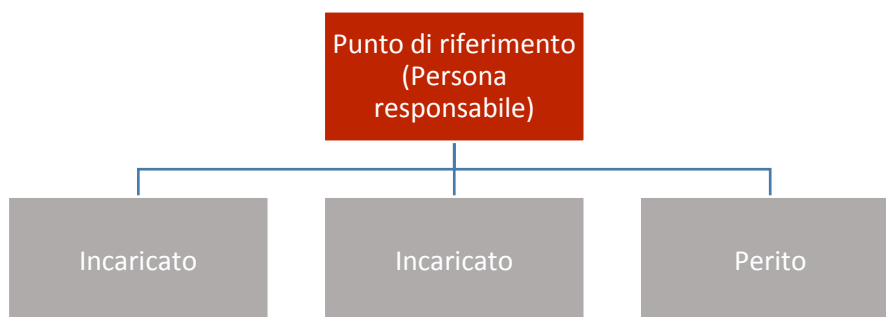 Punto di riferimento
(Persona
responsabile)
Incaricato
Incaricato
Perito